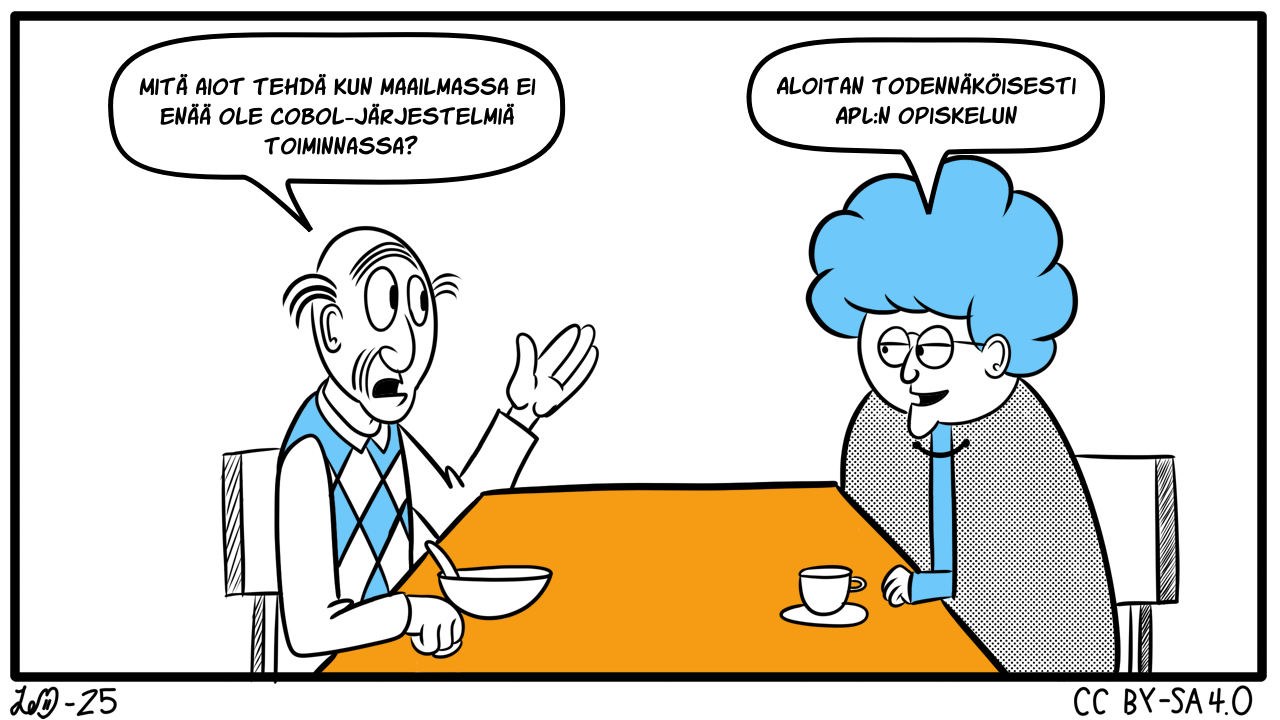 MITÄ AIOT TEHDÄ KUN MAAILMASSA EI
ENÄÄ OLE COBOL-JÄRJESTELMIÄ
TOIMINNASSA?
ALOITAN TODENNÄKÖISESTI
APL:N OPISKELUN
-25
CC BY-SA 4.0